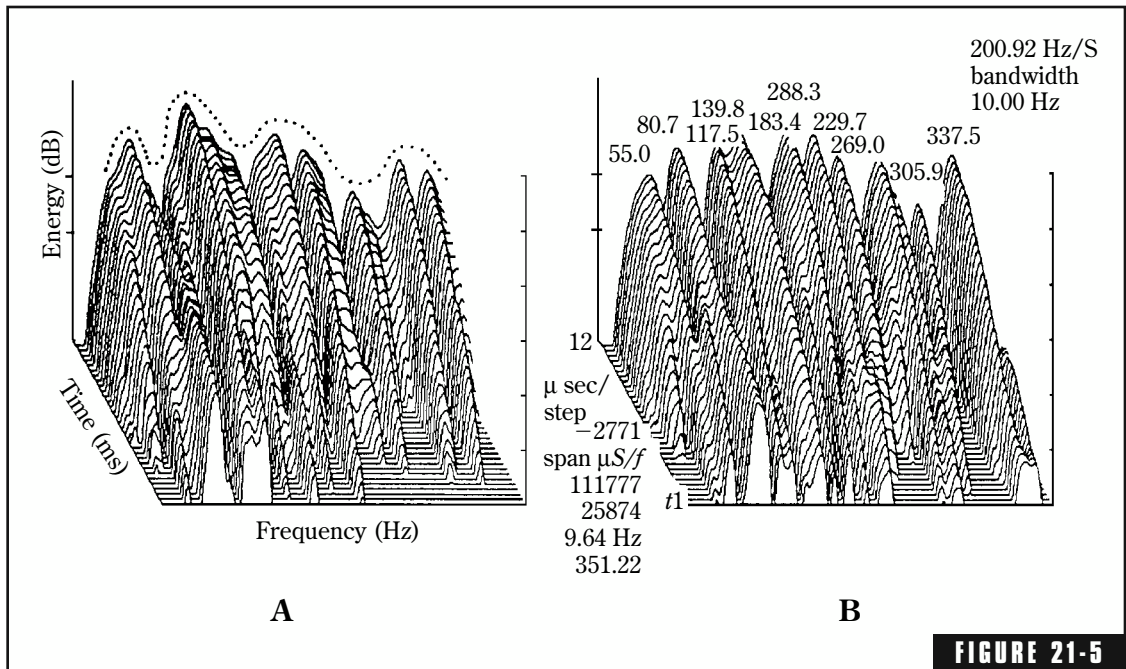 Energy (dB)
Time (ms)
Frequency (Hz)
A
200.92 Hz/S
bandwidth
10.00 Hz
288.3
139.8
183.4
229.7
80.7
117.5
269.0
337.5
55.0
305.9
12
μ sec/
step
−2771
span μS/f
111777
t1
25874
9.64 Hz
351.22
B
FIGURE 21-5